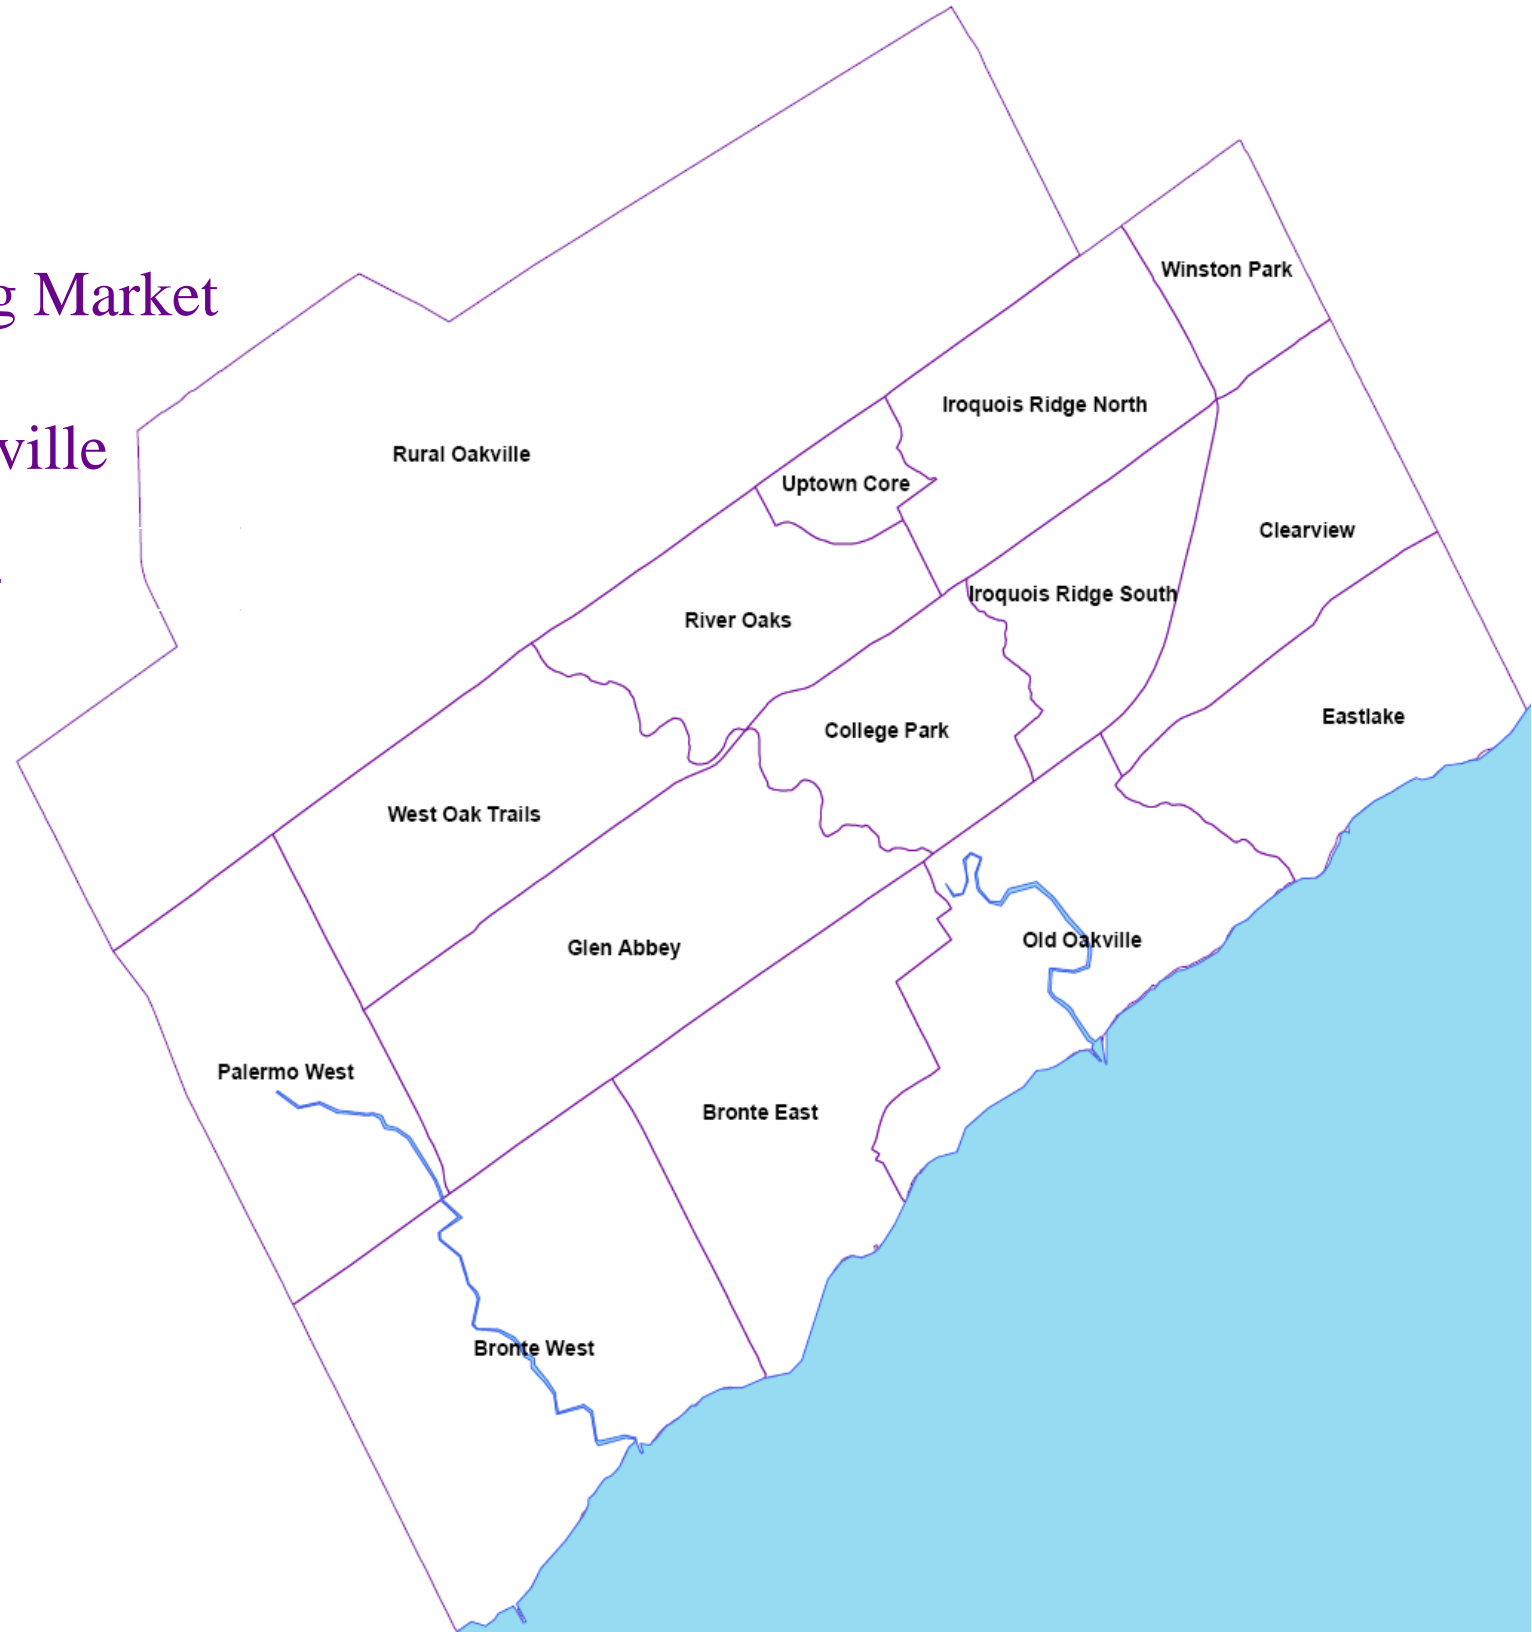 g Market
ville
Winston Park
Iroquois Ridge North
Rural Oakville
Uptown Core
Clearview
Iroquois Ridge South
River Oaks
Eastlake
College Park
West Oak Trails
Old Oakville
Glen Abbey
Palermo West
Bronte East
Bronte West